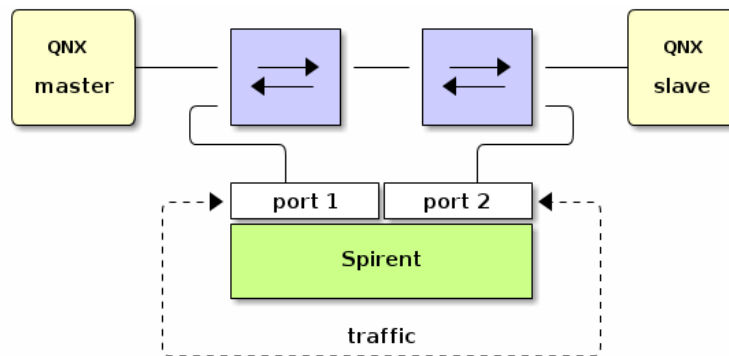 QNX
master
QNX
slave
port 1
port 2
Spirent
traffic